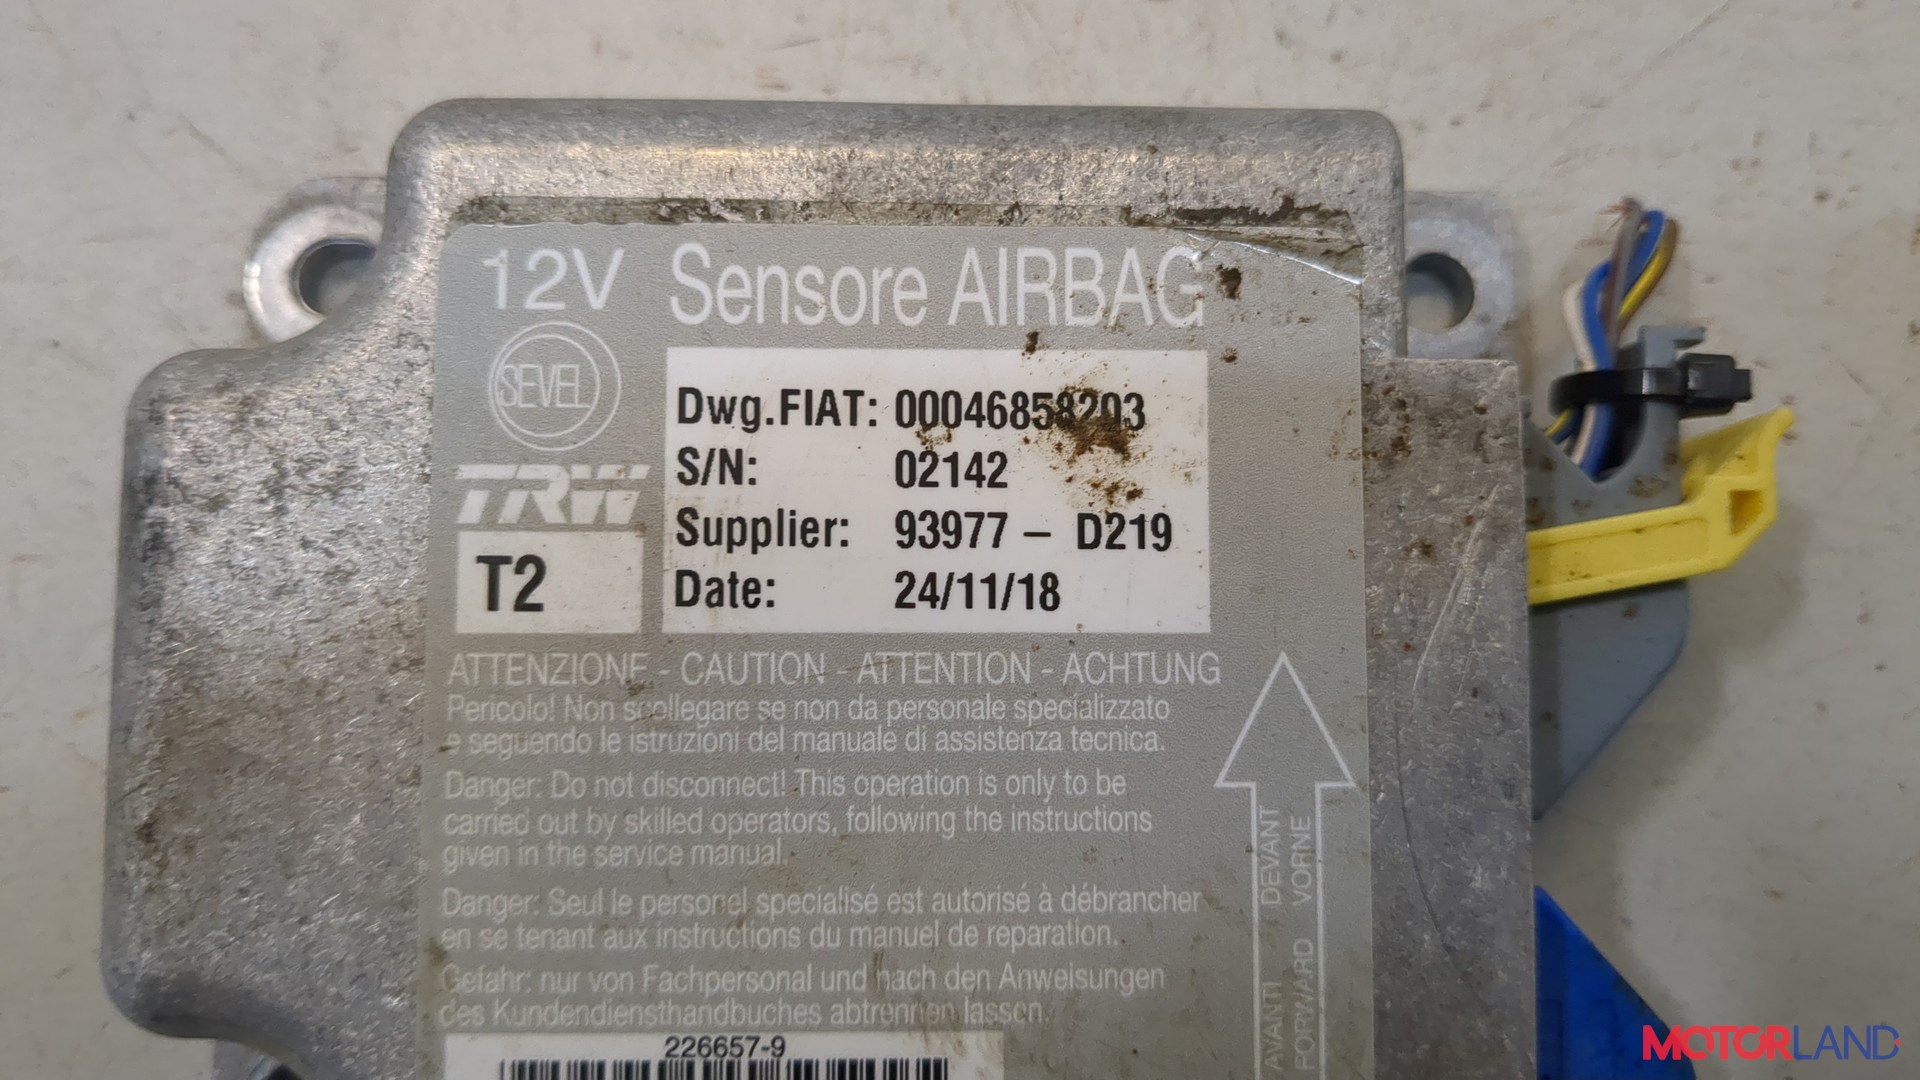 12V Sensore AIRBAG
SEVEL
Dwg.FIAT: 00046858203
S/N: 02142
TRW
Supplier: 93977 - D219
T2
Date: 24/11/18
ATTENZIONE - CAUTION - ATTENTION - ACHTUNG
Pericolo! Non scollegare se non da personale specializzato
e seguendo le istruzioni del manuale di assistenza tecnica.
Danger: Do not disconnect! This operation is only to be
carried out by skilled operators, following the instructions
given in the service manual.
Danger: Seul le personel specialisé est autorisé à débrancher
en se tenant aux instructions du manuel de reparation.
Gefahr: nur von Fachpersonal und nach den Anweisungen
des Kundendiensthandbuches abtrennen lassen.
AVANTI DEVANT
FORWARD VORNE
226657-9
MOTORLAND